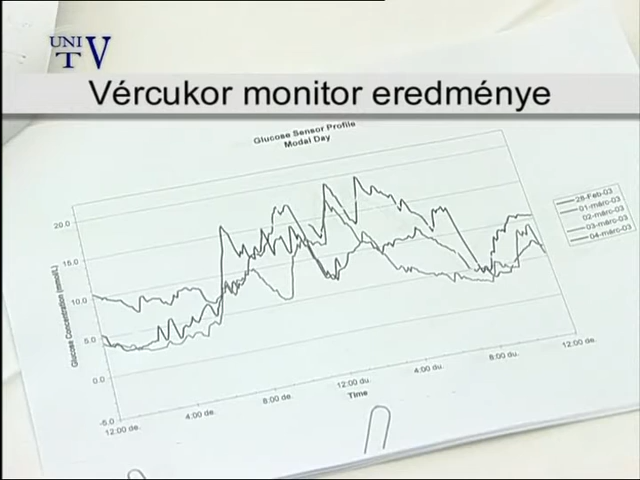 UNI
TV
Vércukor monitor eredménye
Glucose Sensor Profile
Modal Day
20.0
15.0
10.0
5.0
0.0
-5.0
Glucose Concentration (mmol/L)
12:00 de.
4:00 de.
8:00 de.
12:00 du.
4:00 du.
8:00 du.
12:00 de.
Time
28-Feb-03
01-márc-03
02-márc-03
03-márc-03
04-márc-03